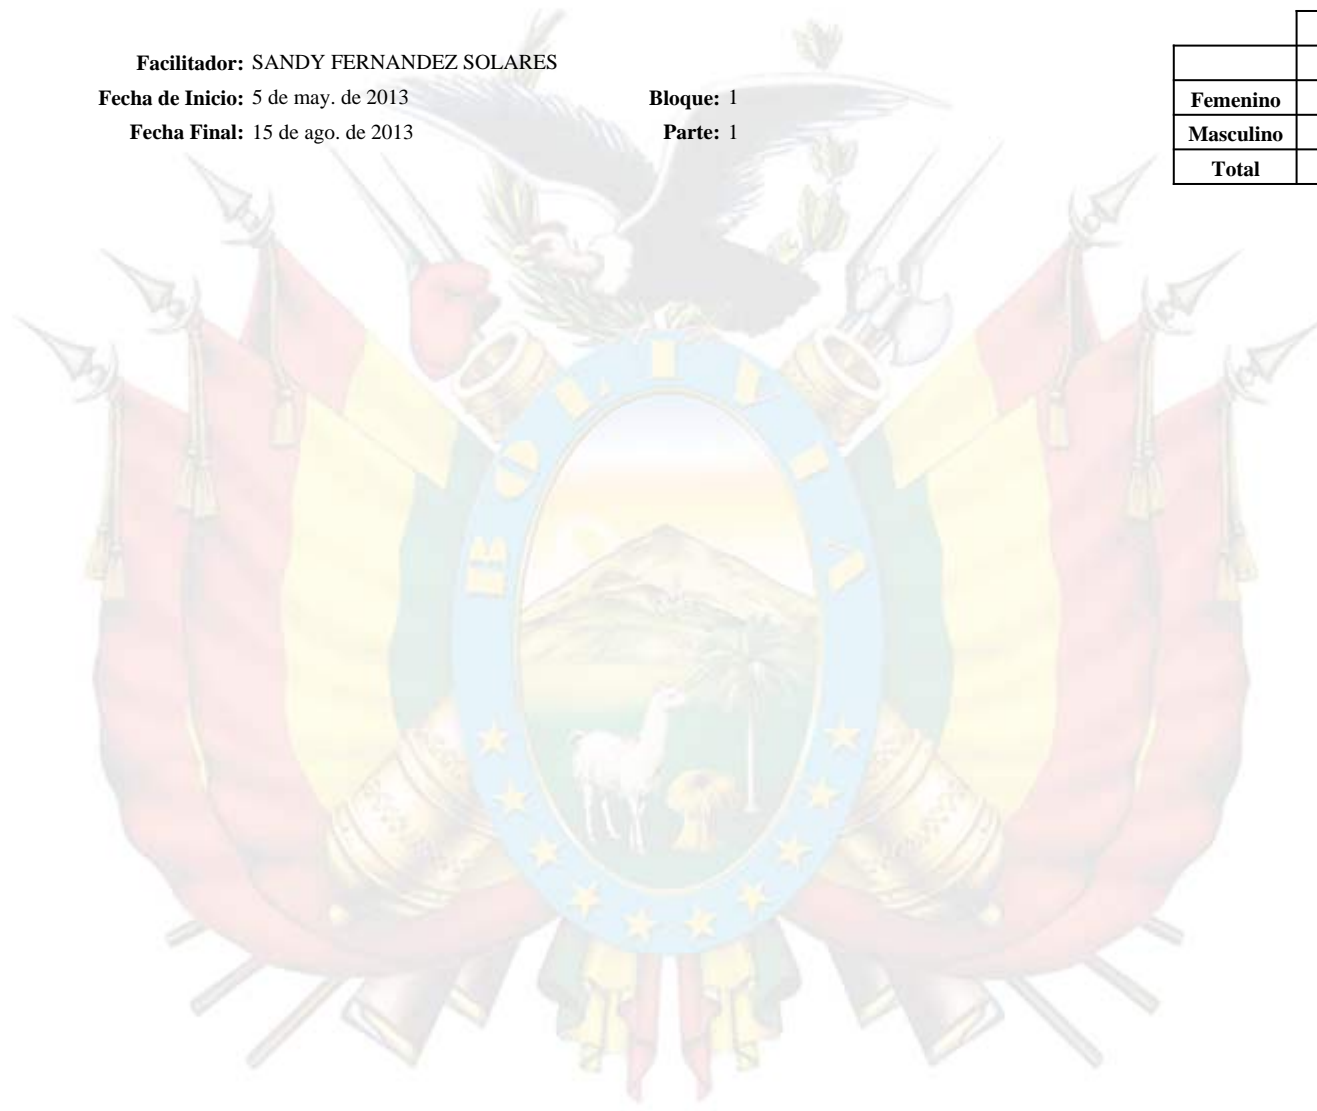 Facilitador: SANDY FERNANDEZ SOLARES
Fecha de Inicio: 5 de may. de 2013 Bloque: 1
Fecha Final: 15 de ago. de 2013 Parte: 1
Femenino
Masculino
Total
BOLIVIA